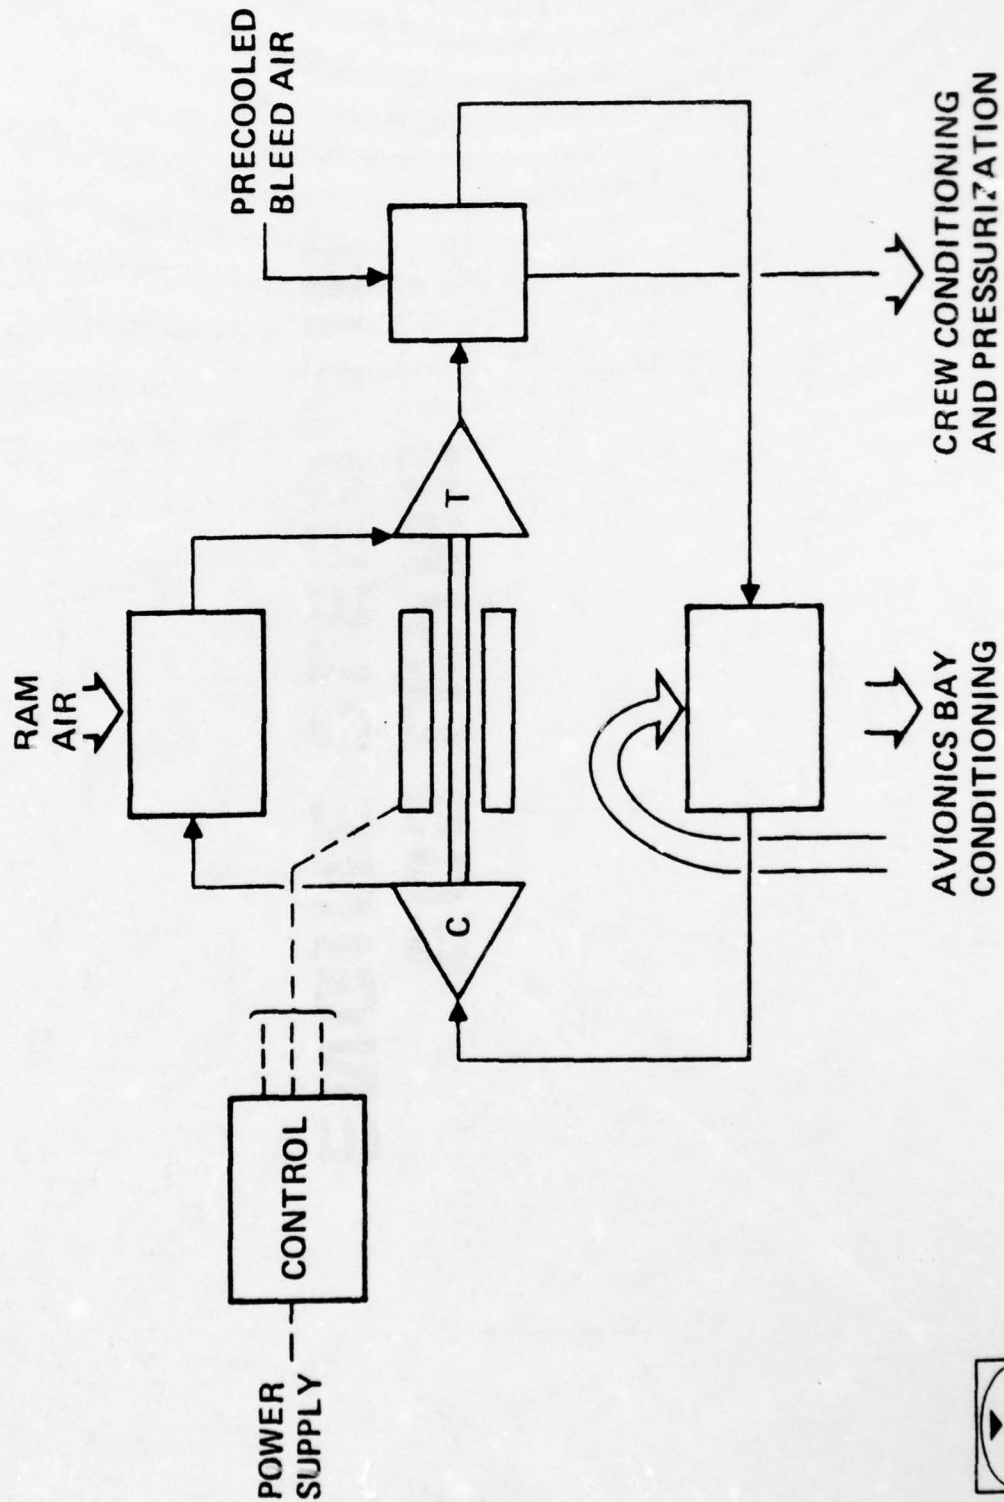 RAM
AIR
PRECOOLED
BLEED AIR
POWER
SUPPLY
CONTROL
C
T
AVIONICS BAY
CONDITIONING
CREW CONDITIONING
AND PRESSURIZATION